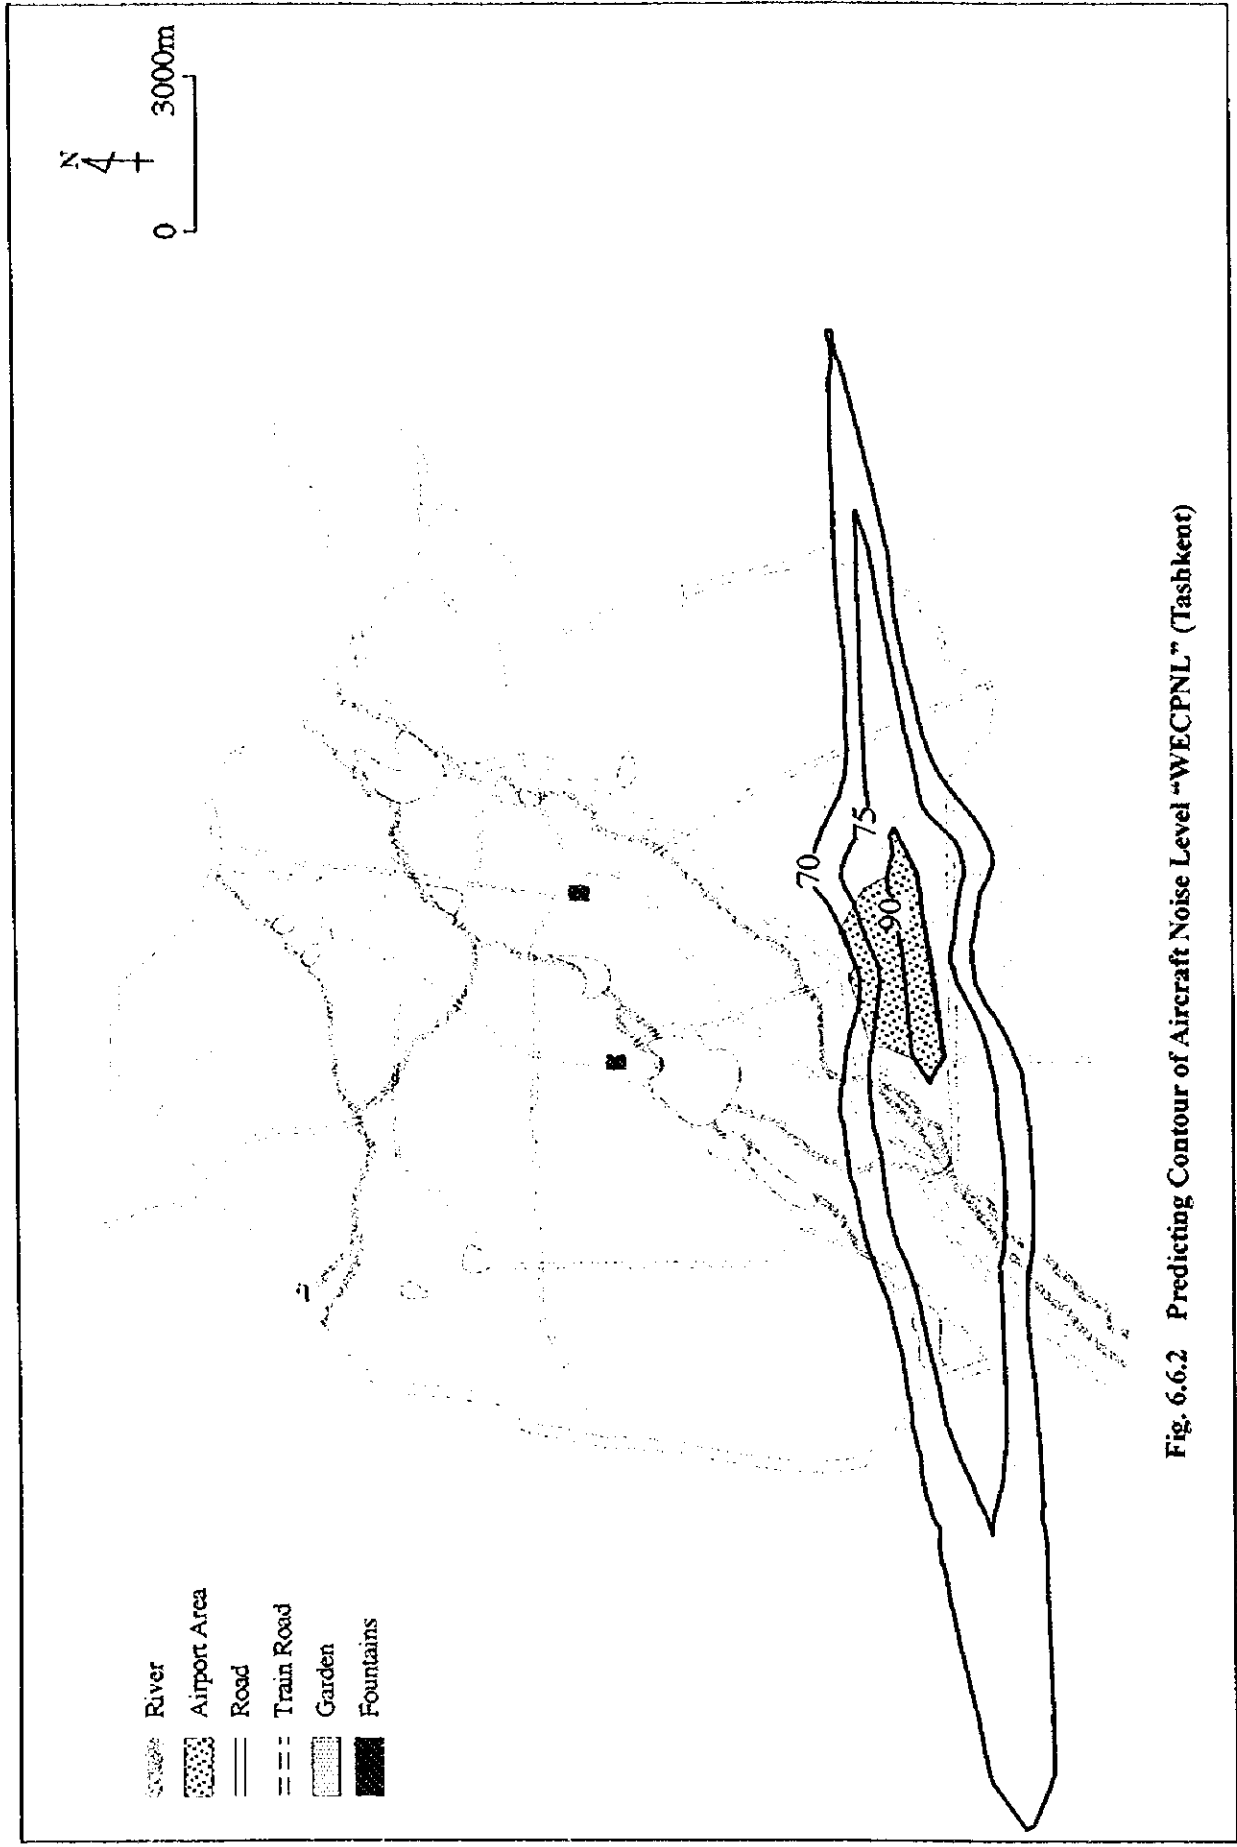 N
0 3000m
River
Airport Area
Road
Train Road
Garden
Fountains
70
75
90
Fig. 6.6.2 Predicting Contour of Aircraft Noise Level “WECPNL” (Tashkent)